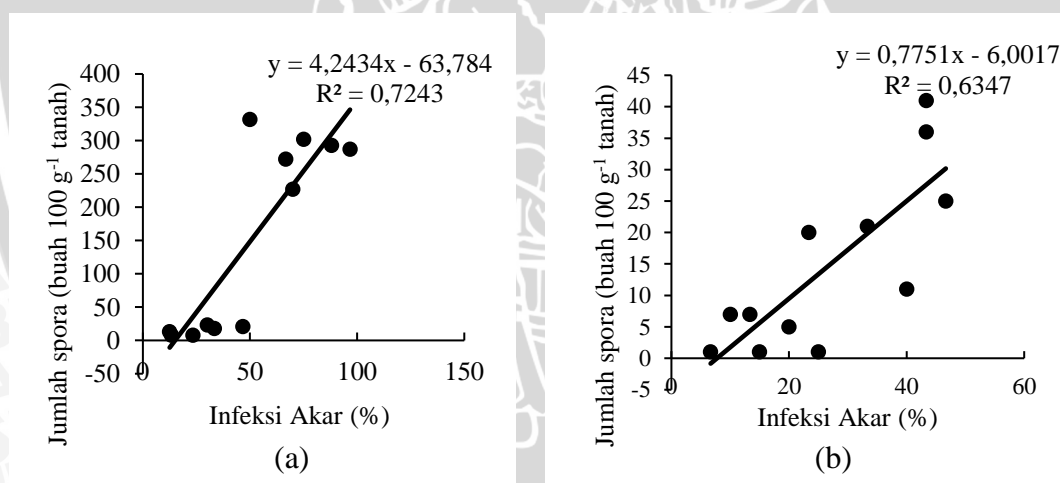 y = 4,2434x - 63,784
R² = 0,7243
400
350
300
250
200
150
100
50
0
-50
0
50
100
150
Jumlah spora (buah 100 g⁻¹ tanah)
Infeksi Akar (%)
(a)
y = 0,7751x - 6,0017
R² = 0,6347
45
40
35
30
25
20
15
10
5
0
-5
0
20
40
60
Jumlah spora (buah 100 g⁻¹ tanah)
Infeksi Akar (%)
(b)